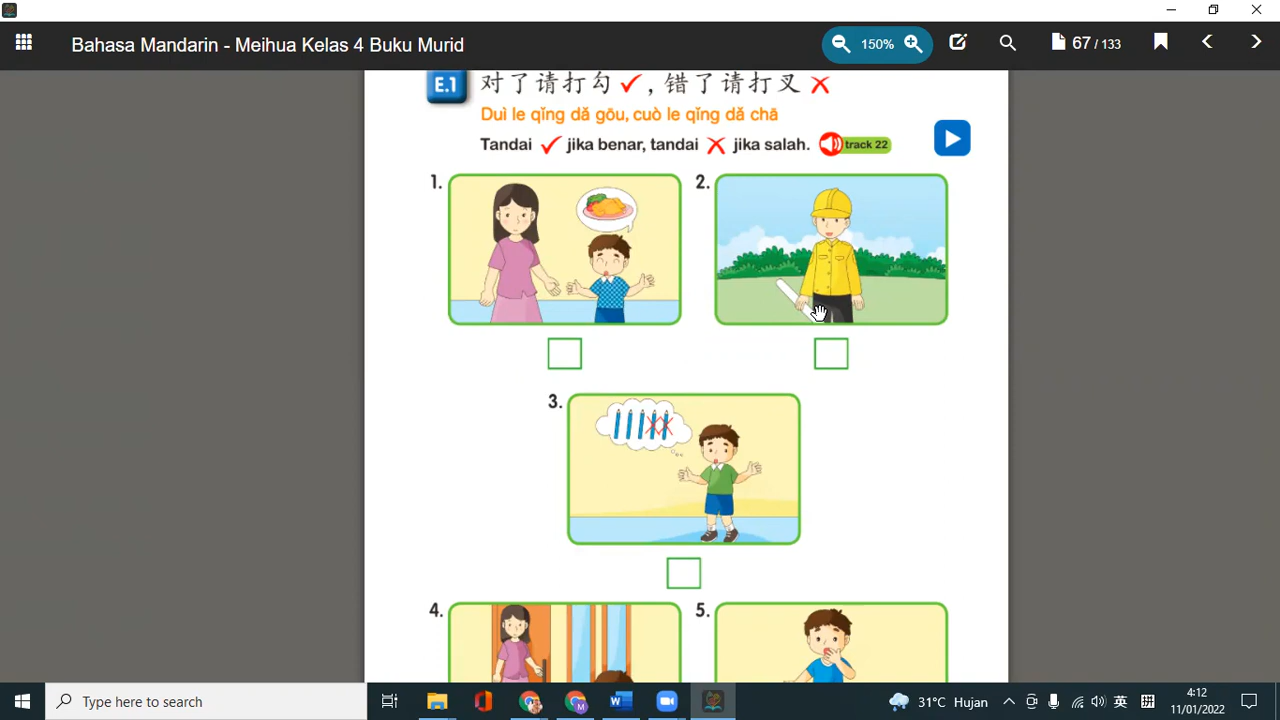 Bahasa Mandarin - Meihua Kelas 4 Buku Murid
150%
67 / 133
E.1 对了请打勾 ✓, 错了请打叉 ✗
Duì le qǐng dǎ gōu, cuò le qǐng dǎ chā
Tandai ✓ jika benar, tandai ✗ jika salah. track 22
1.
2.
3.
4.
5.
Type here to search
31°C Hujan
英
4:12
11/01/2022